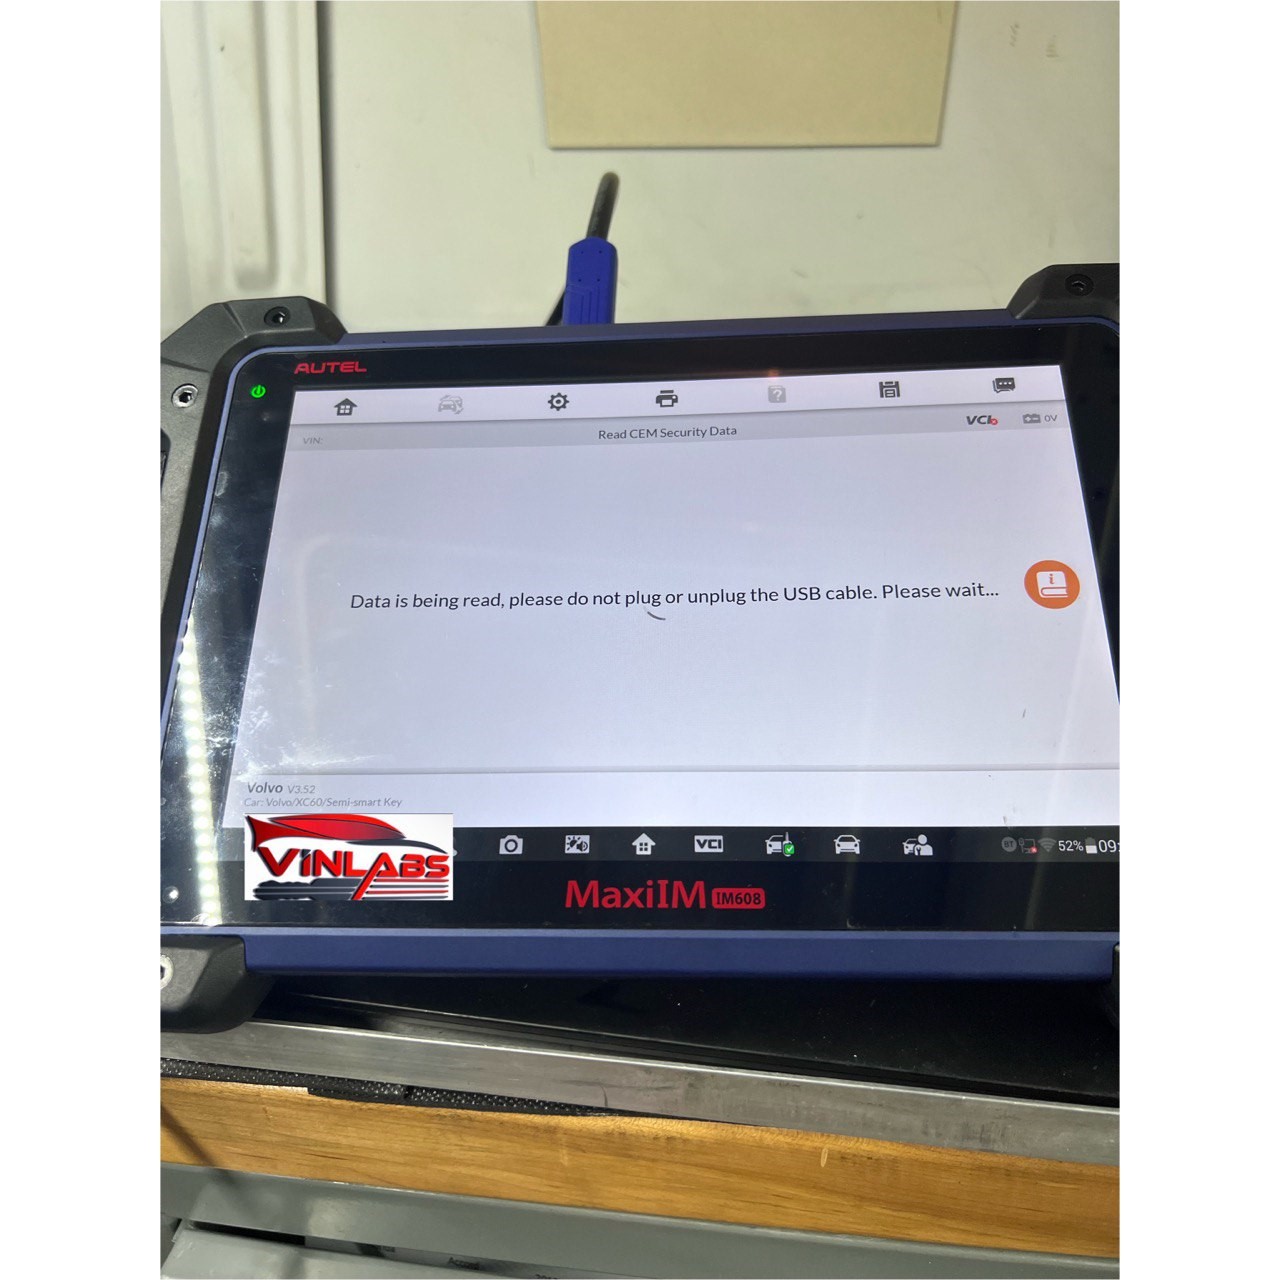 AUTEL
VCI
0V
VIN:
Read CEM Security Data
Data is being read, please do not plug or unplug the USB cable. Please wait...
Volvo V3.52
Car: Volvo/XC60/Semi-smart Key
VINLABS
VCI
52%
09:
MaxiIM IM608